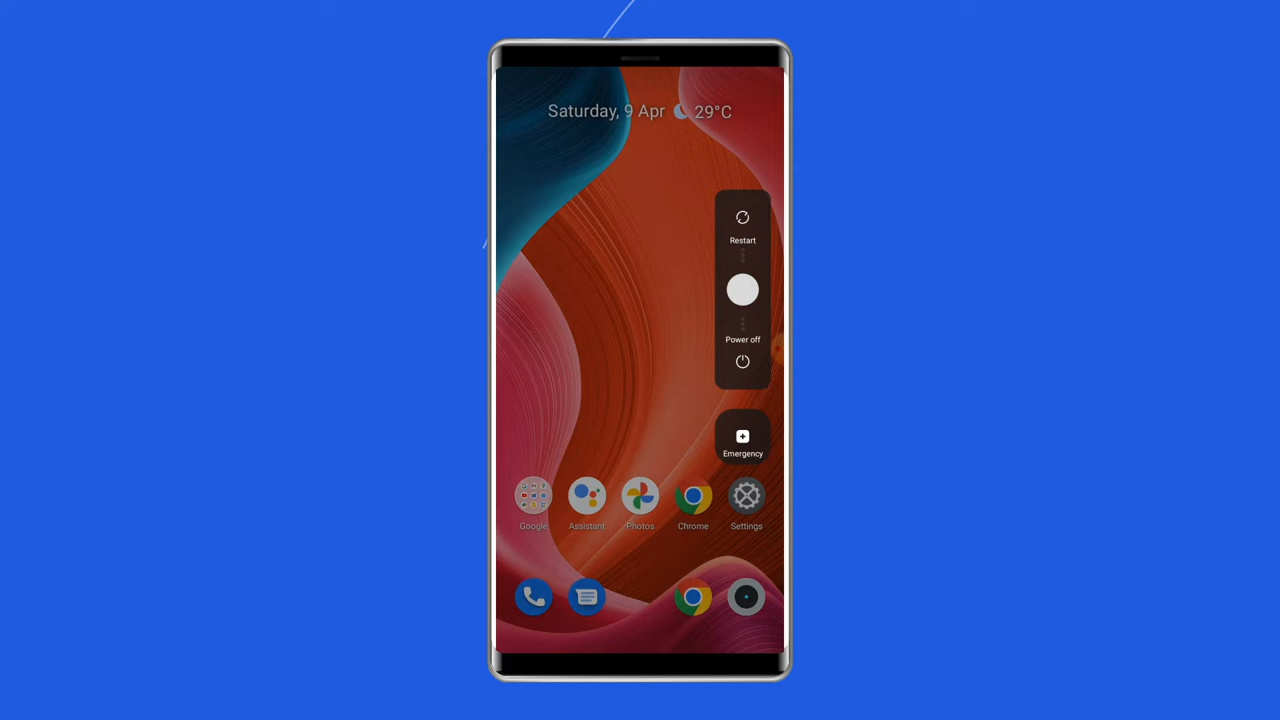 Saturday, 9 Apr 29°C
Restart
Power off
Emergency
Google Assistant Photos Chrome Settings